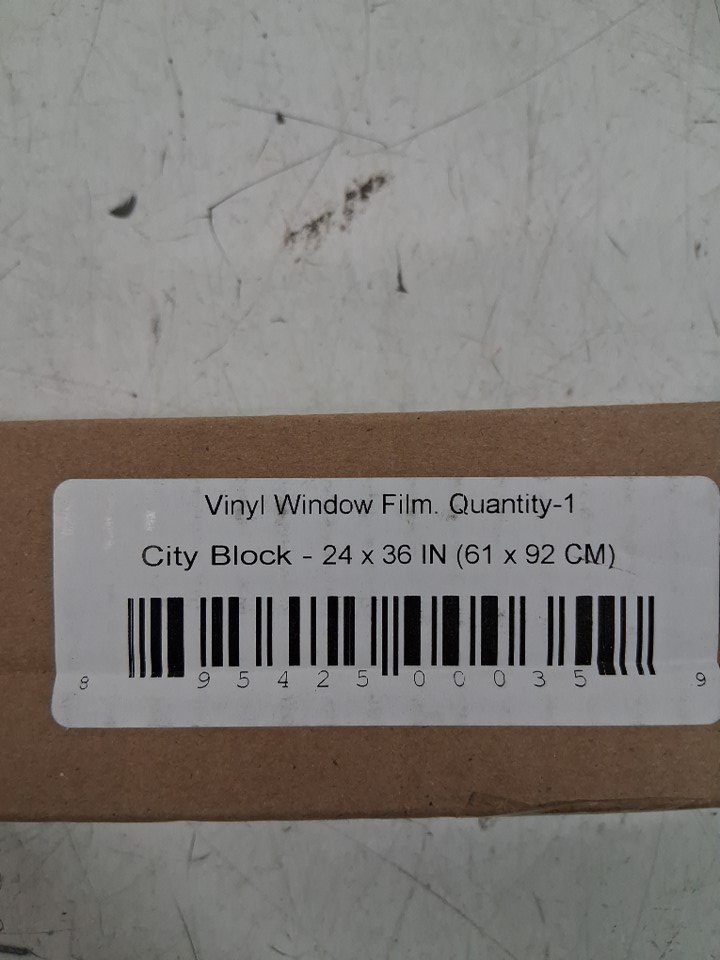 Vinyl Window Film. Quantity-1
City Block - 24 x 36 IN (61 x 92 CM)
8 95425 00035 9